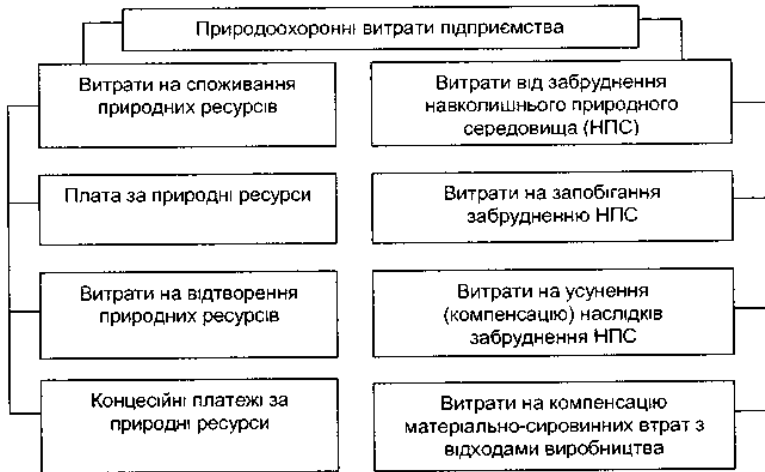 Природоохоронні витрати підприємства
Витрати на споживання
природних ресурсів
Витрати від забруднення
навколишнього природного
середовища (НПС)
Плата за природні ресурси
Витрати на запобігання
забрудненню НПС
Витрати на відтворення
природних ресурсів
Витрати на усунення
(компенсацію) наслідків
забруднення НПС
Концесійні платежі за
природні ресурси
Витрати на компенсацію
матеріально-сировинних втрат з
відходами виробництва